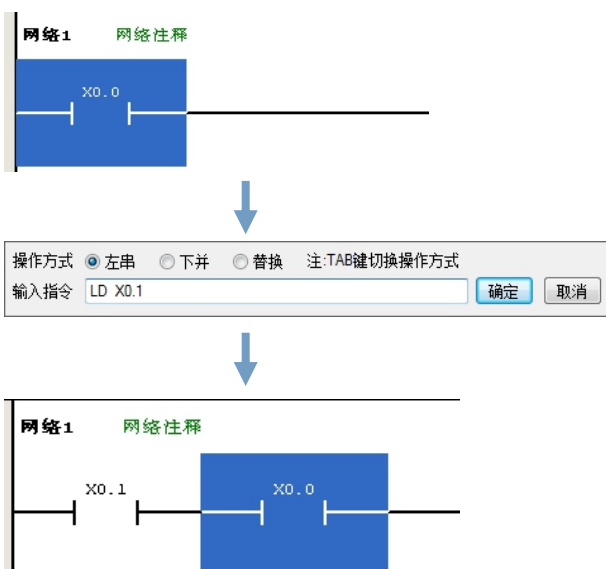 网络1 网络注释
X0.0
操作方式 左串 下并 替换 注:TAB键切换操作方式
输入指令 LD X0.1 确定 取消
网络1 网络注释
X0.1 X0.0